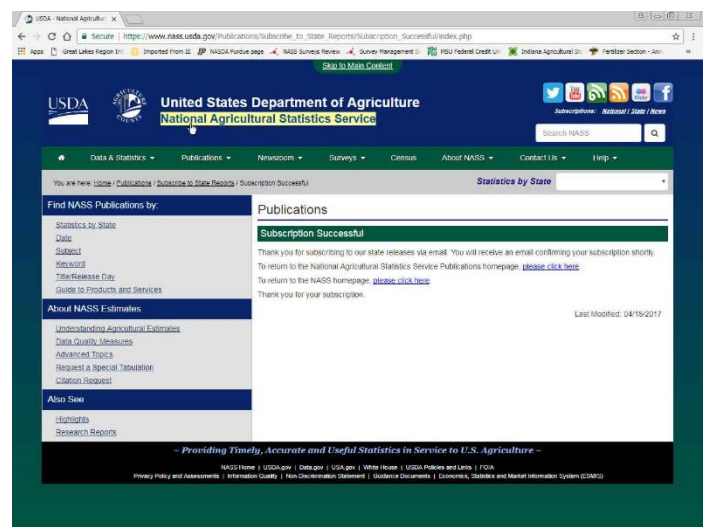 USDA - National Agricultur
Secure | https://www.nass.usda.gov/Publications/Subscribe_to_State_Reports/Subscription_Successful/index.php
Apps Great Lakes Region Imported From IE NASDA Purdue page NASS Surveys Review Survey Management S MSU Federal Credit Un Indiana Agricultural St Fertilizer Section - Ann
Skip to Main Content
USDA
AGRICULTURE COUNTS
United States Department of Agriculture
National Agricultural Statistics Service
Subscriptions: National / State / News
Search NASS
Data & Statistics Publications Newsroom Surveys Census About NASS Contact Us Help
You are here: Home / Publications / Subscribe to State Reports / Subscription Successful
Statistics by State
Find NASS Publications by:
Statistics by State
Date
Subject
Keyword
Title/Release Day
Guide to Products and Services
About NASS Estimates
Understanding Agricultural Estimates
Data Quality Measures
Advanced Topics
Request a Special Tabulation
Citation Request
Also See
Highlights
Research Reports
Publications
Subscription Successful
Thank you for subscribing to our state releases via email. You will receive an email confirming your subscription shortly.
To return to the National Agricultural Statistics Service Publications homepage, please click here
To return to the NASS homepage, please click here
Thank you for your subscription.
Last Modified: 04/18/2017
~ Providing Timely, Accurate and Useful Statistics in Service to U.S. Agriculture ~
NASS Home | USDA.gov | Data.gov | USA.gov | White House | USDA Policies and Links | FOIA
Privacy Policy and Assessments | Information Quality | Non-Discrimination Statement | Guidance Documents | Economics, Statistics and Market Information System (ESMIS)